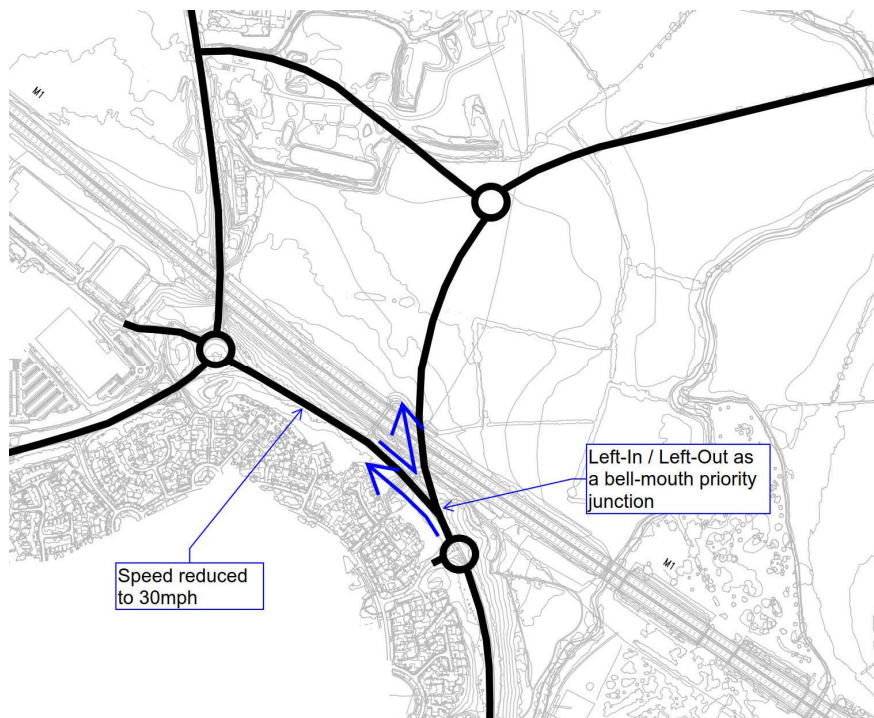 M1
Left-In / Left-Out as
a bell-mouth priority
junction
M1
Speed reduced
to 30mph